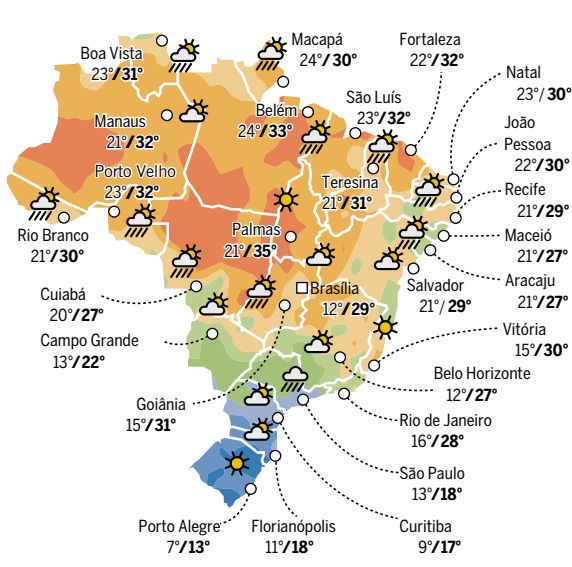 Boa Vista
23°/31°
Macapá
24°/30°
Fortaleza
22°/32°
Natal
23°/30°
São Luís
23°/32°
Belém
24°/33°
Manaus
21°/32°
João
Pessoa
22°/30°
Porto Velho
23°/32°
Teresina
21°/31°
Recife
21°/29°
Rio Branco
21°/30°
Palmas
21°/35°
Maceió
21°/27°
Aracaju
21°/27°
Salvador
21°/29°
Cuiabá
20°/27°
Brasília
12°/29°
Vitória
15°/30°
Campo Grande
13°/22°
Belo Horizonte
12°/27°
Goiânia
15°/31°
Rio de Janeiro
16°/28°
São Paulo
13°/18°
Porto Alegre
7°/13°
Florianópolis
11°/18°
Curitiba
9°/17°